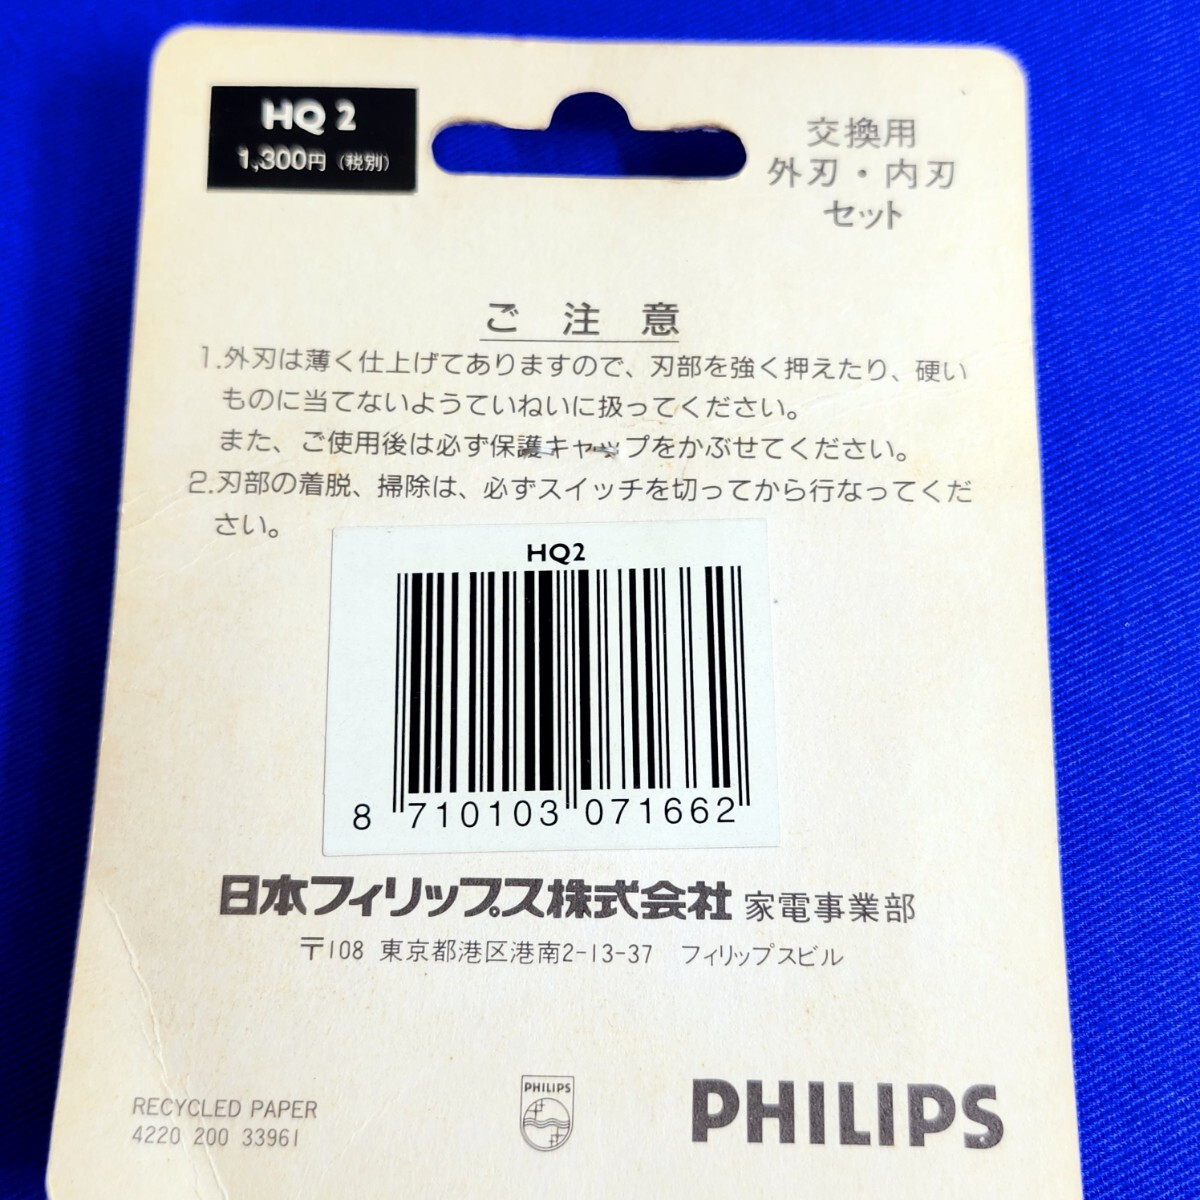 HQ 2
1,300円(税別)
交換用
外刃・内刃
セット
ご注意
1.外刃は薄く仕上げてありますので、刃部を強く押えたり、硬い
ものに当てないようていねいに扱ってください。
また、ご使用後は必ず保護キャップをかぶせてください。
2.刃部の着脱、掃除は、必ずスイッチを切ってから行なってくだ
さい。
HQ2
8 710103 071662
日本フィリップス株式会社 家電事業部
〒108 東京都港区港南2-13-37 フィリップスビル
RECYCLED PAPER
4220 200 33961
PHILIPS
PHILIPS